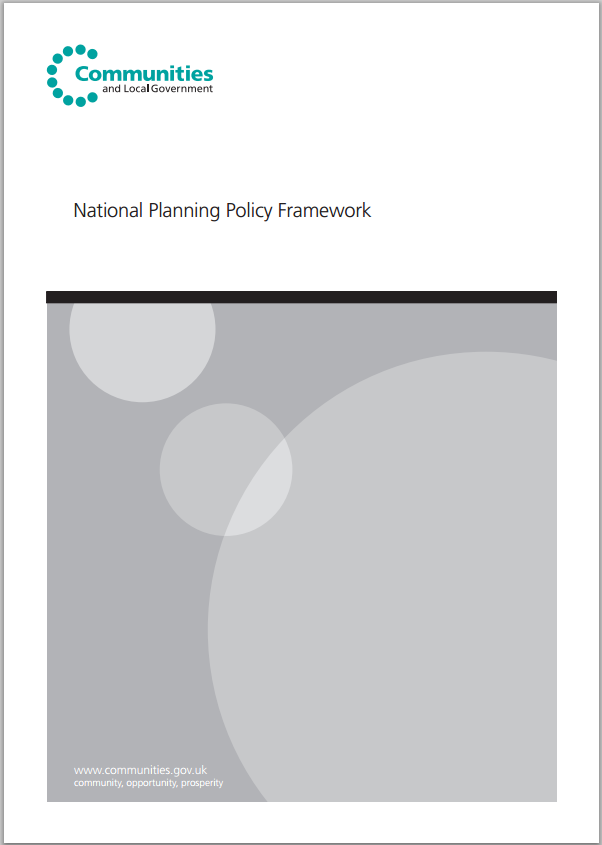 Communities
and Local Government
National Planning Policy Framework
www.communities.gov.uk
community, opportunity, prosperity